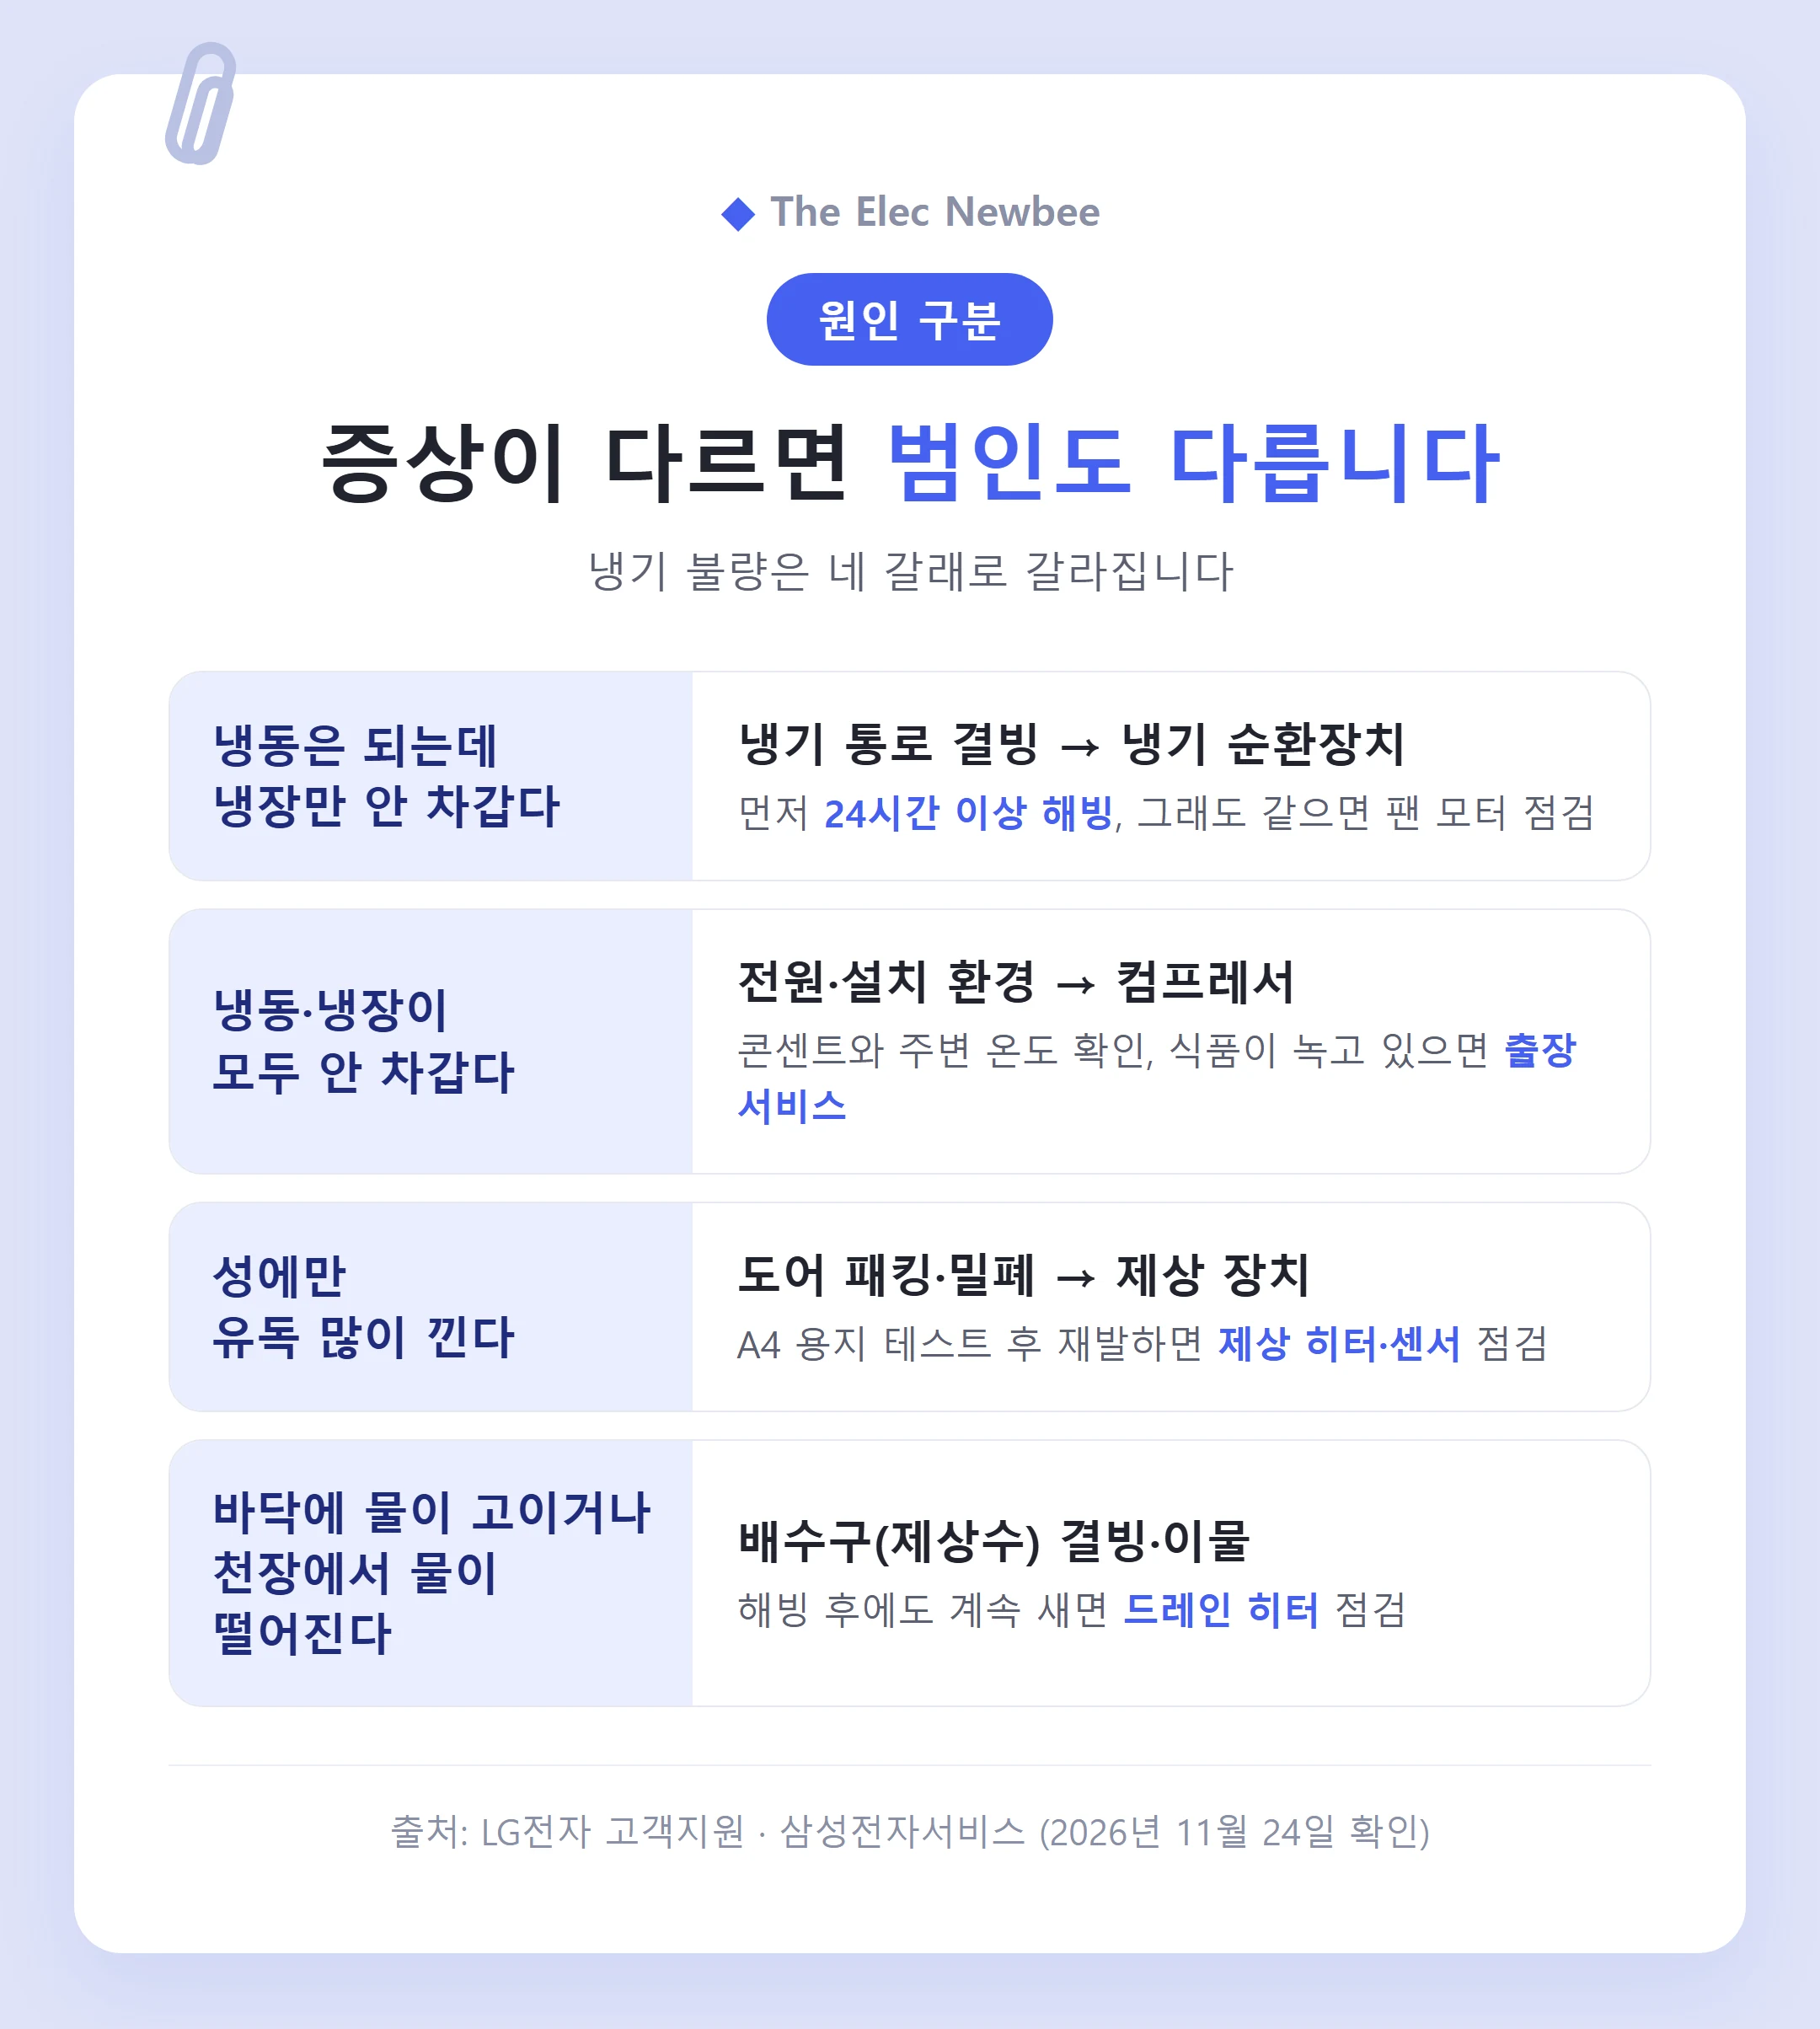 ◆ The Elec Newbee
원인 구분
증상이 다르면 범인도 다릅니다
냉기 불량은 네 갈래로 갈라집니다
냉동은 되는데
냉장만 안 차갑다
냉기 통로 결빙 → 냉기 순환장치
먼저 24시간 이상 해빙, 그래도 같으면 팬 모터 점검
냉동·냉장이
모두 안 차갑다
전원·설치 환경 → 컴프레서
콘센트와 주변 온도 확인, 식품이 녹고 있으면 출장
서비스
성에만
유독 많이 낀다
도어 패킹·밀폐 → 제상 장치
A4 용지 테스트 후 재발하면 제상 히터·센서 점검
바닥에 물이 고이거나
천장에서 물이
떨어진다
배수구(제상수) 결빙·이물
해빙 후에도 계속 새면 드레인 히터 점검
출처: LG전자 고객지원 · 삼성전자서비스 (2026년 11월 24일 확인)